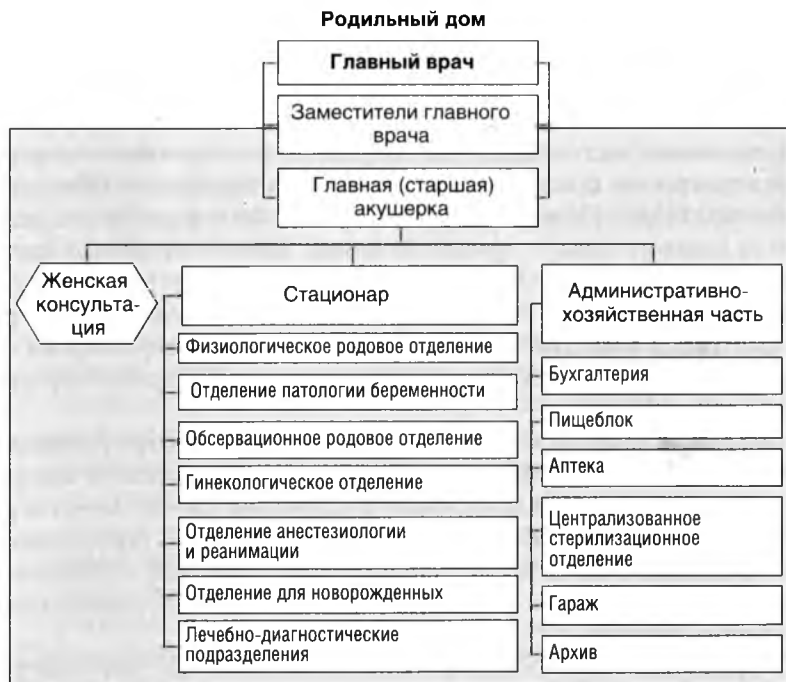 Родильный дом
Главный врач
Заместители главного
врача
Главная (старшая)
акушерка
Женская
консульта-
ция
Стационар
Физиологическое родовое отделение
Отделение патологии беременности
Обсервационное родовое отделение
Гинекологическое отделение
Отделение анестезиологии
и реанимации
Отделение для новорожденных
Лечебно-диагностические
подразделения
Административно-
хозяйственная часть
Бухгалтерия
Пищеблок
Аптека
Централизованное
стерилизационное
отделение
Гараж
Архив